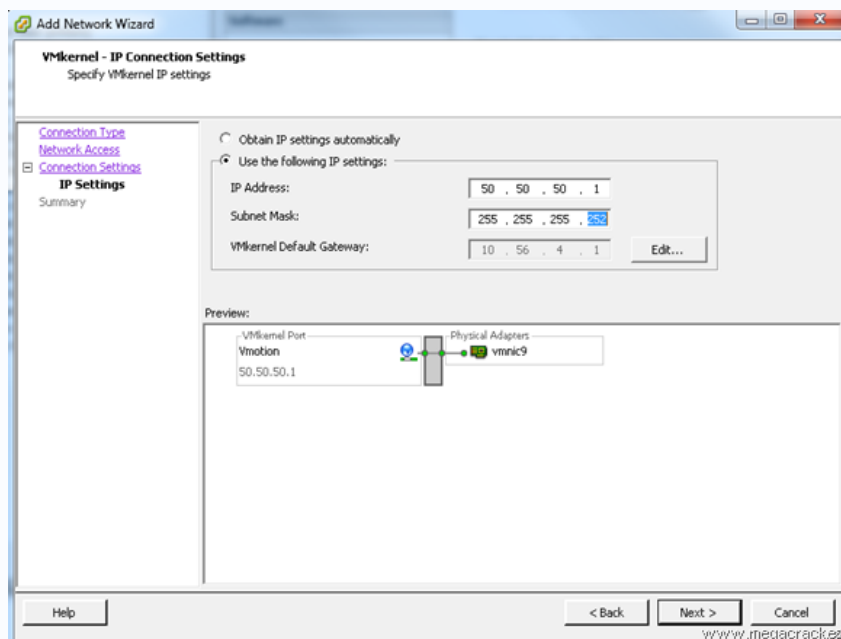 Add Network Wizard
VMkernel - IP Connection Settings
Specify VMkernel IP settings
Connection Type
Network Access
Connection Settings
IP Settings
Summary
Obtain IP settings automatically
Use the following IP settings:
IP Address:
50 . 50 . 50 . 1
Subnet Mask:
255 . 255 . 255 . 252
VMkernel Default Gateway:
10 . 56 . 4 . 1
Edit...
Preview:
VMkernel Port
Vmotion
50.50.50.1
Physical Adapters
vmnic9
Help
< Back
Next >
Cancel